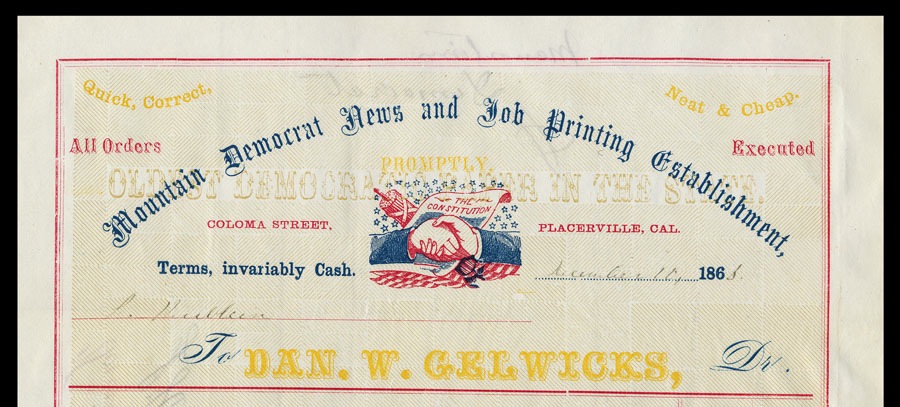 Quick, Correct,
Neat & Cheap.
Mountain Democrat News and Job Printing Establishment,
All Orders
PROMPTLY
Executed
OLDEST DEMOCRATIC PAPER IN THE STATE.
THE
CONSTITUTION
COLOMA STREET,
PLACERVILLE, CAL.
Terms, invariably Cash.
December 186
To DAN. W. GELWICKS, Dr.